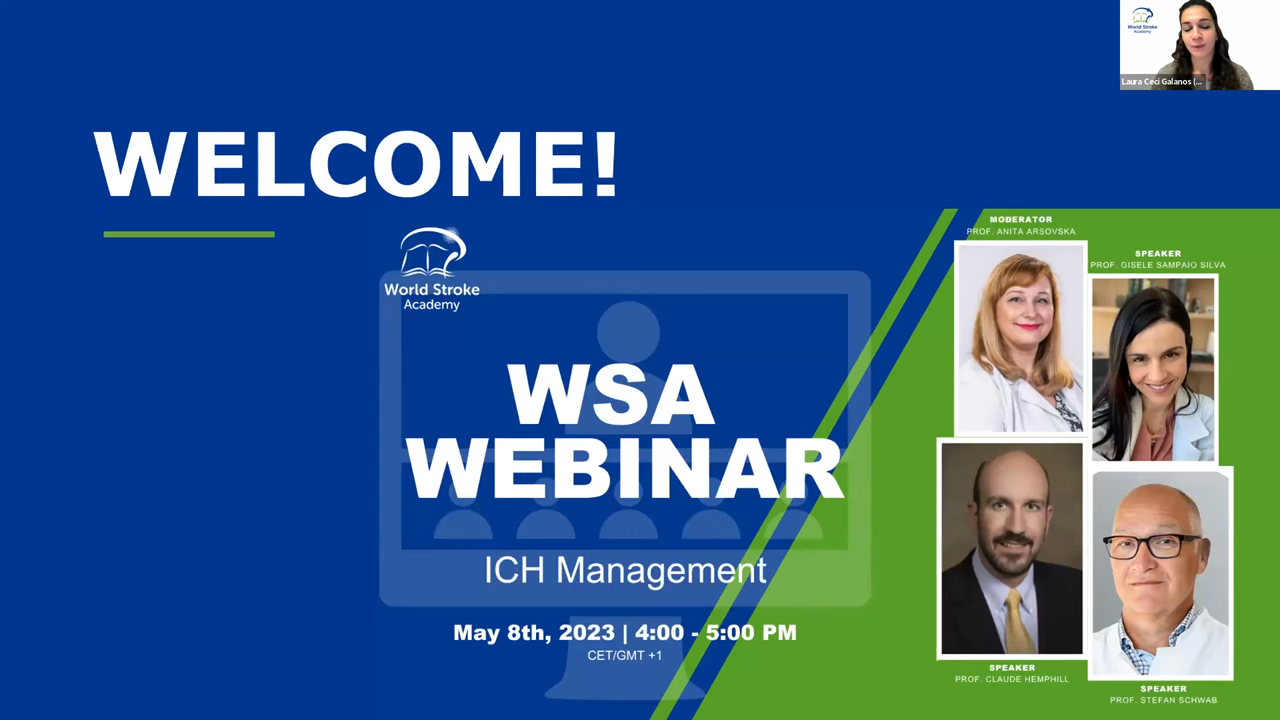 World Stroke
Academy
Laura Ceci Galanos (...
WELCOME!
World Stroke
Academy
WSA
WEBINAR
ICH Management
May 8th, 2023 | 4:00 - 5:00 PM
CET/GMT +1
MODERATOR
PROF. ANITA ARSOVSKA
SPEAKER
PROF. GISELE SAMPAIO SILVA
SPEAKER
PROF. CLAUDE HEMPHILL
SPEAKER
PROF. STEFAN SCHWAB